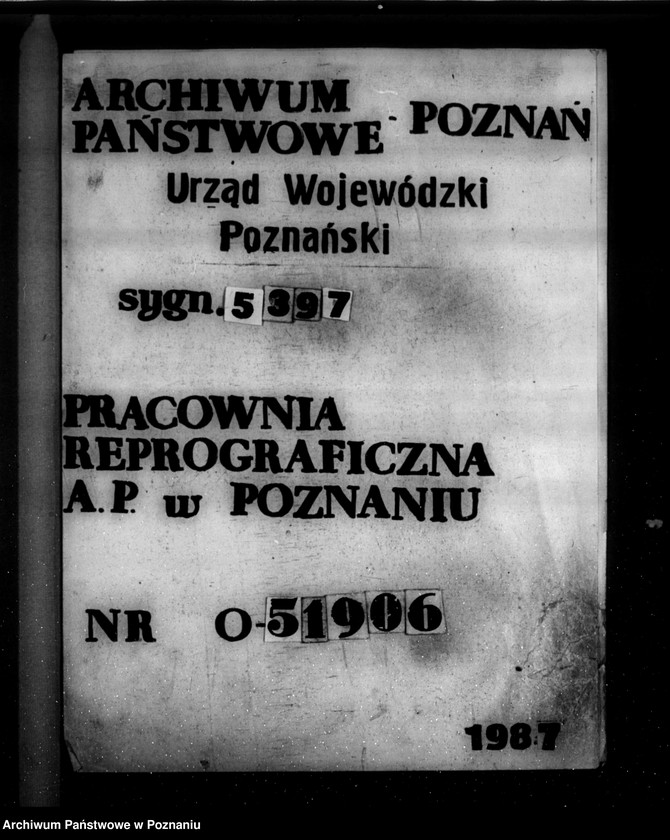 ARCHIWUM
PAŃSTWOWE - POZNAŃ
Urząd Wojewódzki
Poznański
sygn. 5397
PRACOWNIA
REPROGRAFICZNA
A.P. w POZNANIU
NR O-51906
1987
Archiwum Państwowe w Poznaniu